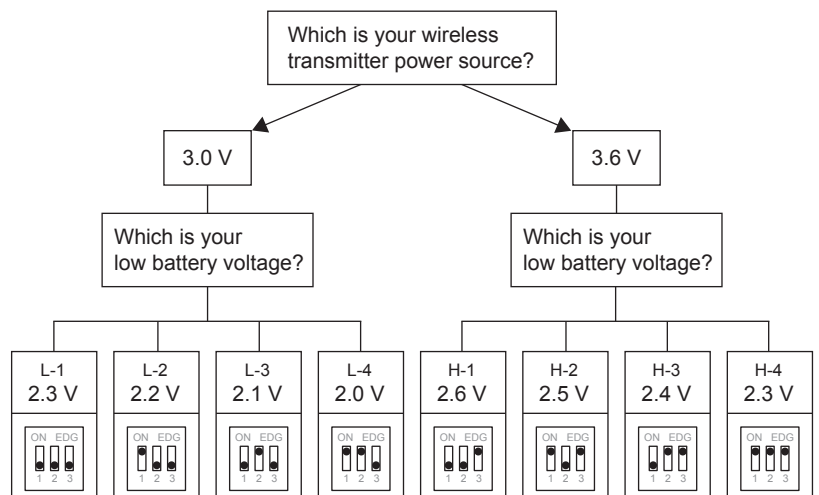 Which is your wireless
transmitter power source?
3.0 V
3.6 V
Which is your
low battery voltage?
Which is your
low battery voltage?
L-1
2.3 V
L-2
2.2 V
L-3
2.1 V
L-4
2.0 V
H-1
2.6 V
H-2
2.5 V
H-3
2.4 V
H-4
2.3 V
ON EDG
1 2 3
ON EDG
1 2 3
ON EDG
1 2 3
ON EDG
1 2 3
ON EDG
1 2 3
ON EDG
1 2 3
ON EDG
1 2 3
ON EDG
1 2 3